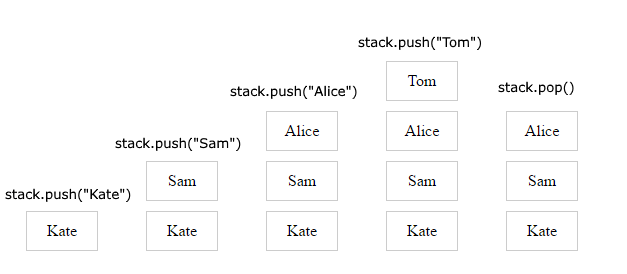 stack.push("Tom")
Tom
stack.pop()
stack.push("Alice")
Alice Alice Alice
stack.push("Sam")
Sam Sam Sam Sam
stack.push("Kate")
Kate Kate Kate Kate Kate